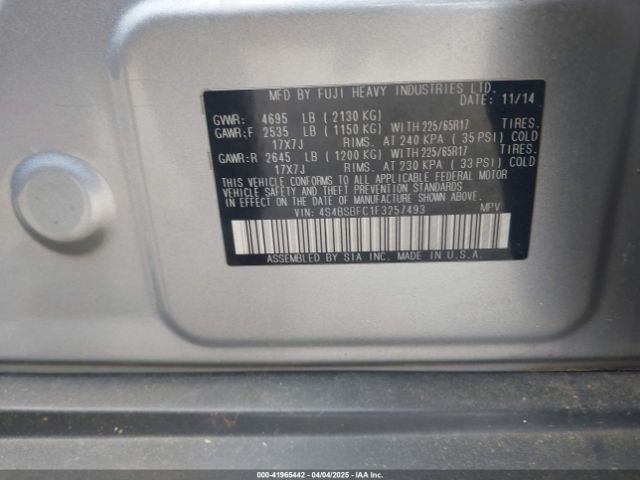 MFD BY FUJI HEAVY INDUSTRIES LTD.
DATE: 11/14
GVWR: 4695 LB ( 2130 KG)
GAWR:F 2535 LB ( 1150 KG) WITH 225/65R17 TIRES.
17X7J RIMS. AT 240 KPA ( 35 PSI) COLD
GAWR:R 2645 LB ( 1200 KG) WITH 225/65R17 TIRES.
17X7J RIMS. AT 230 KPA ( 33 PSI) COLD
THIS VEHICLE CONFORMS TO ALL APPLICABLE FEDERAL MOTOR
VEHICLE SAFETY AND THEFT PREVENTION STANDARDS
IN EFFECT ON THE DATE OF MANUFACTURE SHOWN ABOVE.
VIN: 4S4BSBFC1F3257493 MPV
ASSEMBLED BY SIA INC. MADE IN U.S.A.
000-41965442 04/04/2025 - Copyright © IAA, LLC